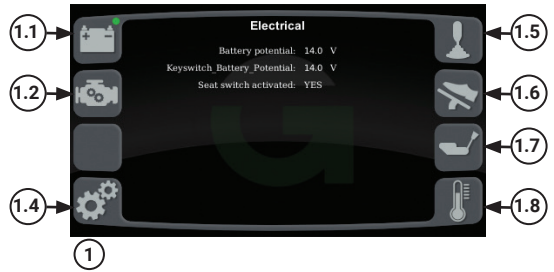 Electrical
Battery potential: 14.0 V
Keyswitch_Battery_Potential: 14.0 V
Seat switch activated: YES
1.1
1.2
1.4
1.5
1.6
1.7
1.8
1